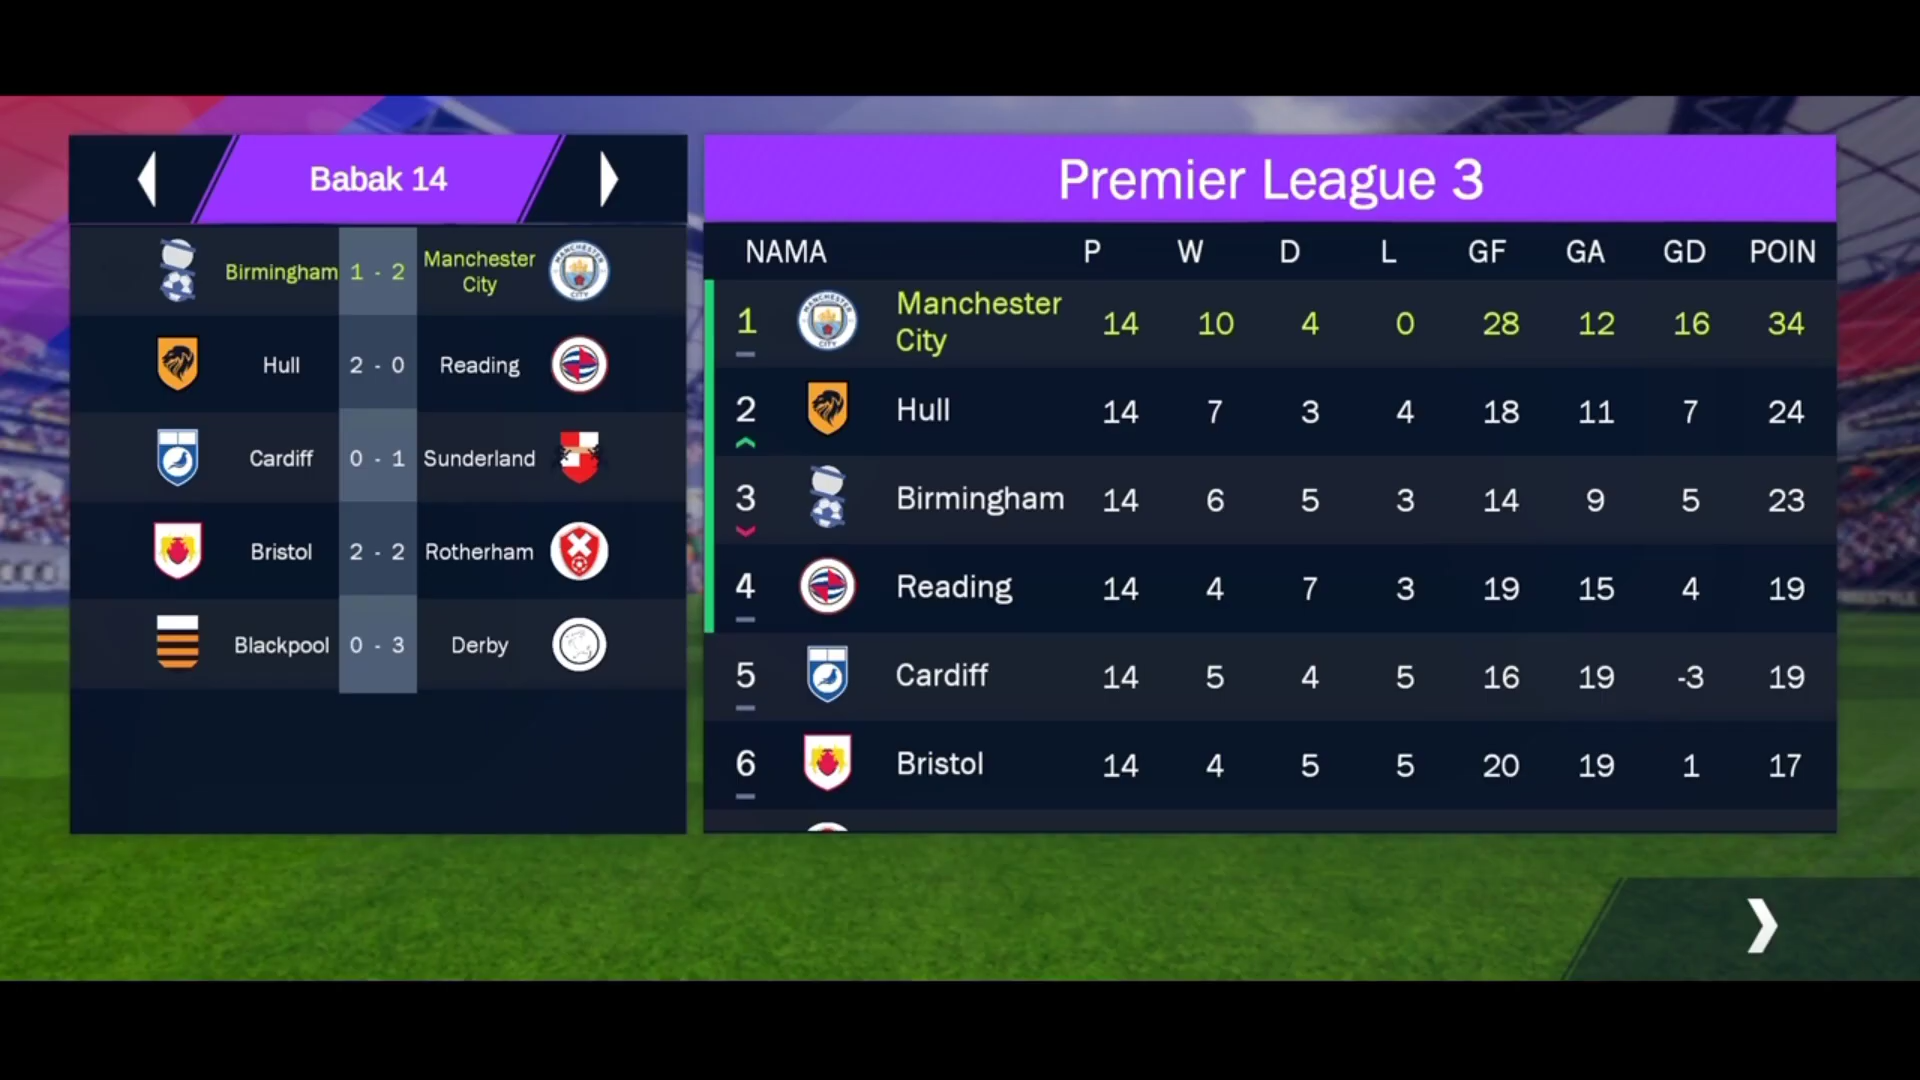 Babak 14
Birmingham 1 - 2 Manchester City
Hull 2 - 0 Reading
Cardiff 0 - 1 Sunderland
Bristol 2 - 2 Rotherham
Blackpool 0 - 3 Derby
Premier League 3
NAMA P W D L GF GA GD POIN
1 Manchester City 14 10 4 0 28 12 16 34
2 Hull 14 7 3 4 18 11 7 24
3 Birmingham 14 6 5 3 14 9 5 23
4 Reading 14 4 7 3 19 15 4 19
5 Cardiff 14 5 4 5 16 19 -3 19
6 Bristol 14 4 5 5 20 19 1 17